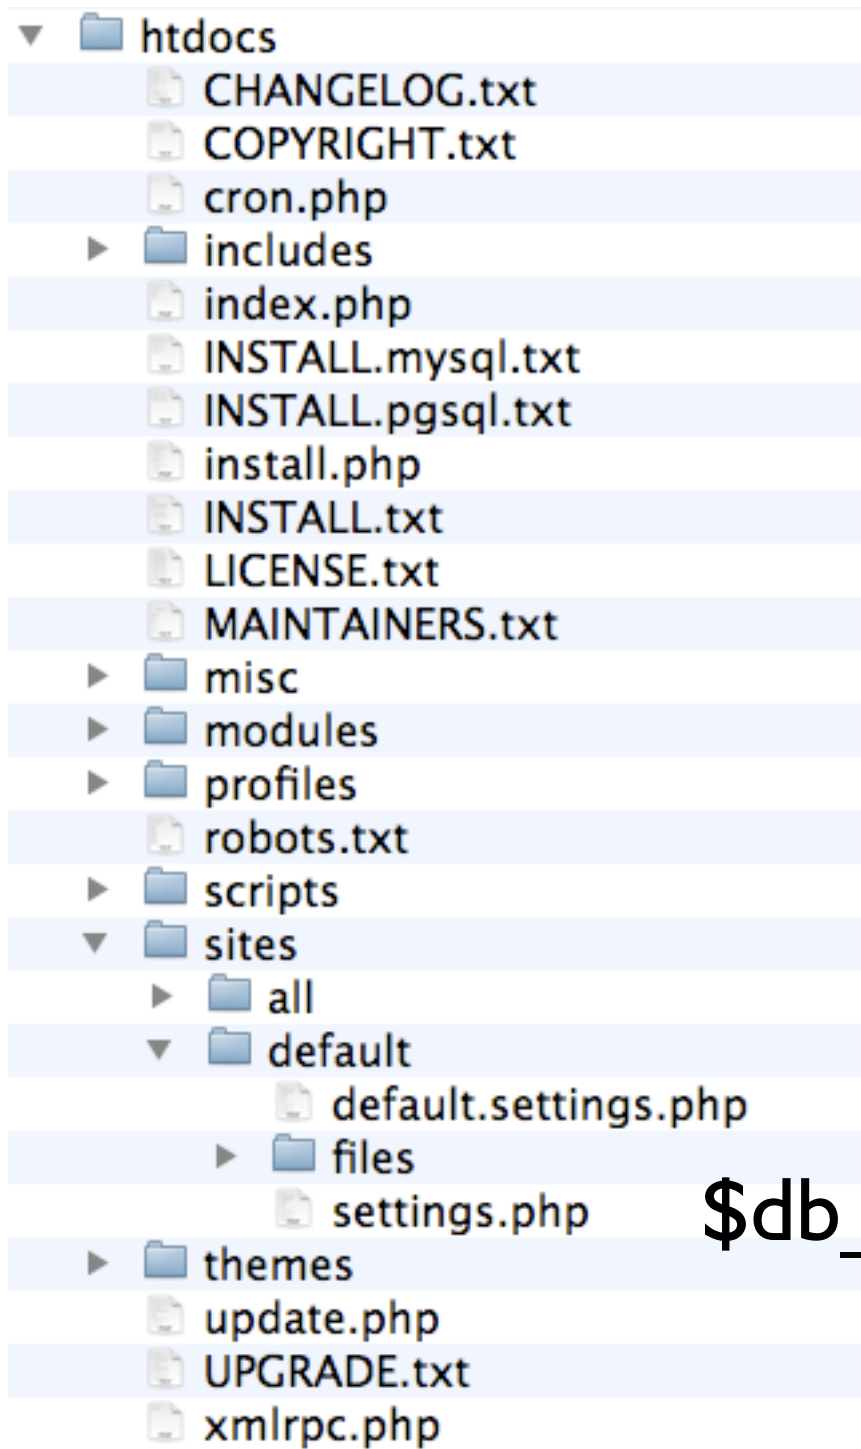 htdocs
CHANGELOG.txt
COPYRIGHT.txt
cron.php
includes
index.php
INSTALL.mysql.txt
INSTALL.pgsql.txt
install.php
INSTALL.txt
LICENSE.txt
MAINTAINERS.txt
misc
modules
profiles
robots.txt
scripts
sites
all
default
default.settings.php
files
settings.php $db_
themes
update.php
UPGRADE.txt
xmlrpc.php